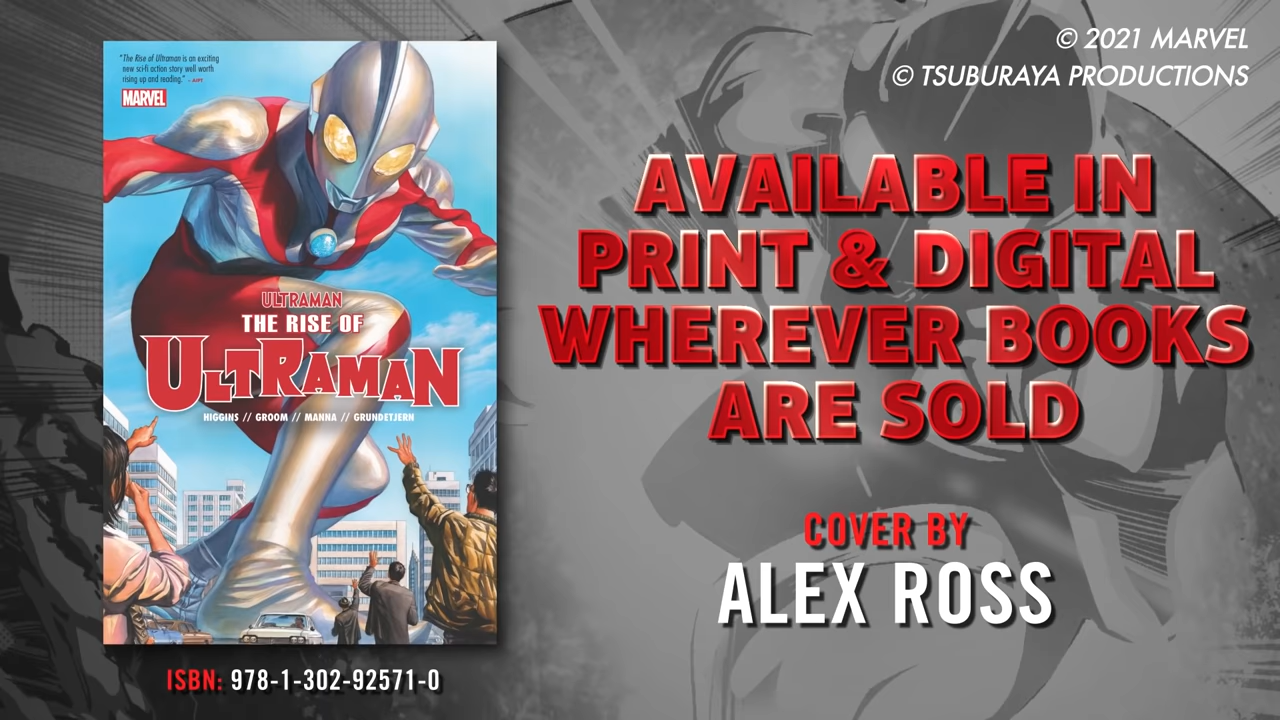 "The Rise of Ultraman is an exciting
new sci-fi action story well worth
rising up and reading." - AIPT
MARVEL
ULTRAMAN
THE RISE OF
ULTRAMAN
HIGGINS // GROOM // MANNA // GRUNDETJERN
ISBN: 978-1-302-92571-0
© 2021 MARVEL
© TSUBURAYA PRODUCTIONS
AVAILABLE IN
PRINT & DIGITAL
WHEREVER BOOKS
ARE SOLD
COVER BY
ALEX ROSS